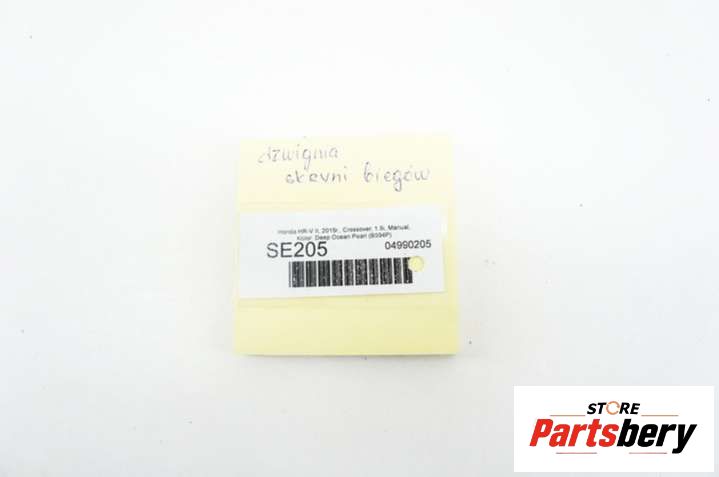 dzwignia
skrzyni biegów
Honda HR-V II, 2015r., Crossover, 1.5i, Manual,
Kolor: Deep Ocean Pearl (B594P)
SE205 04990205
STORE
Partsbery